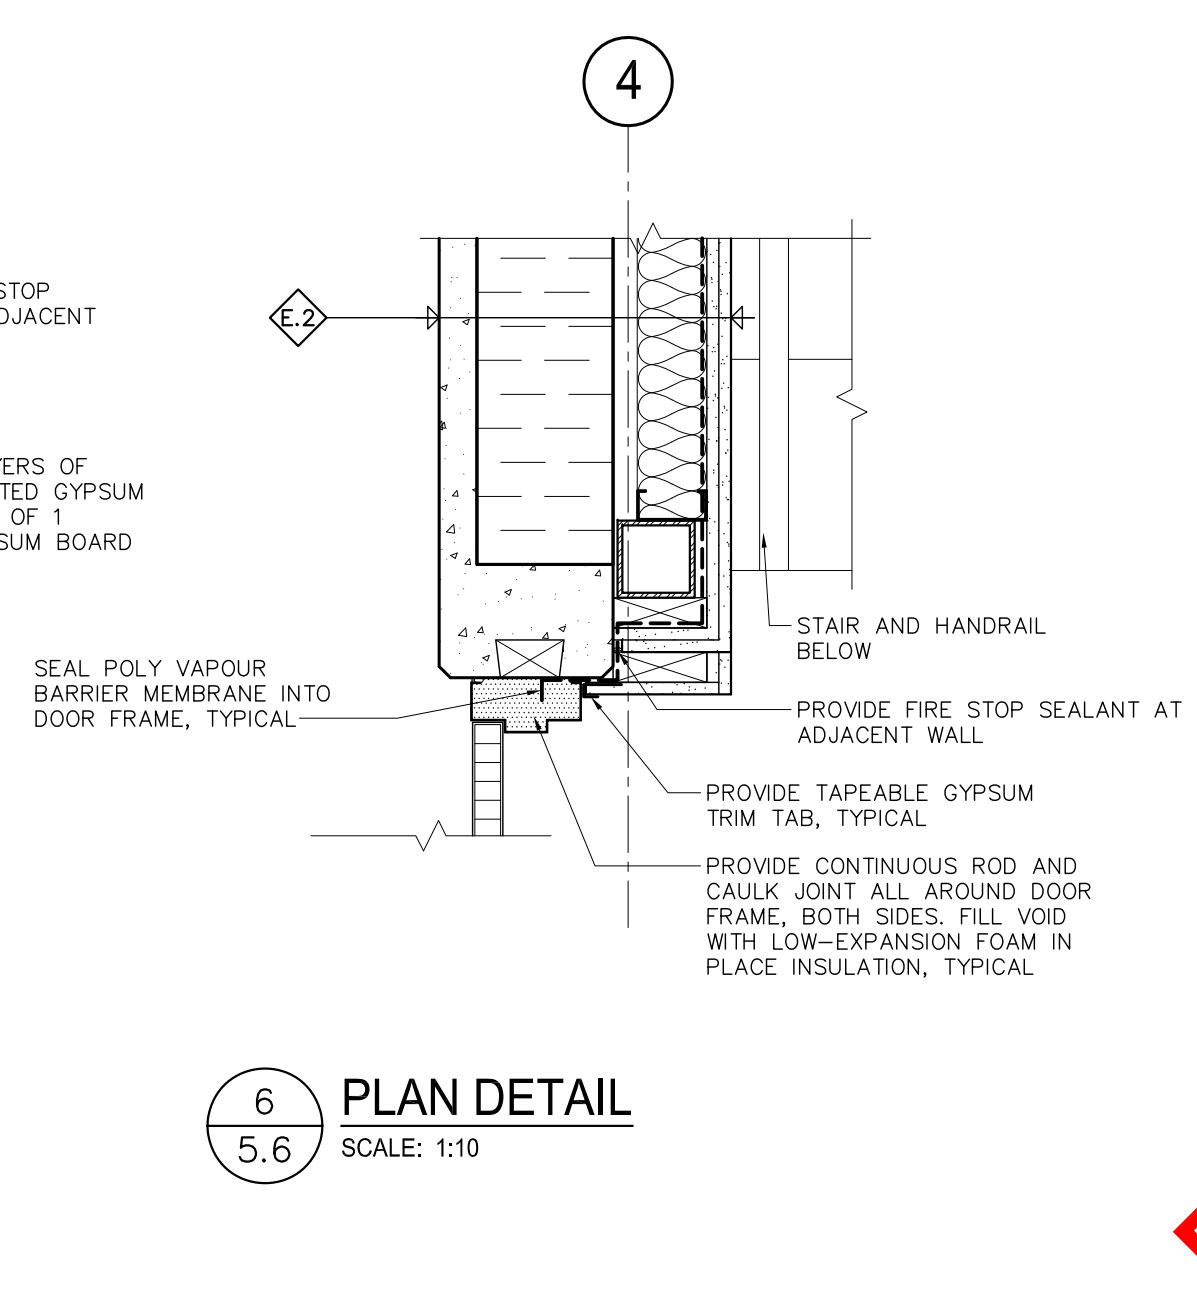 4
STOP
DJACENT
E.2
YERS OF
TED GYPSUM
OF 1
SUM BOARD
STAIR AND HANDRAIL
BELOW
SEAL POLY VAPOUR
BARRIER MEMBRANE INTO
DOOR FRAME, TYPICAL
PROVIDE FIRE STOP SEALANT AT
ADJACENT WALL
PROVIDE TAPEABLE GYPSUM
TRIM TAB, TYPICAL
PROVIDE CONTINUOUS ROD AND
CAULK JOINT ALL AROUND DOOR
FRAME, BOTH SIDES. FILL VOID
WITH LOW-EXPANSION FOAM IN
PLACE INSULATION, TYPICAL
6
5.6
PLAN DETAIL
SCALE: 1:10